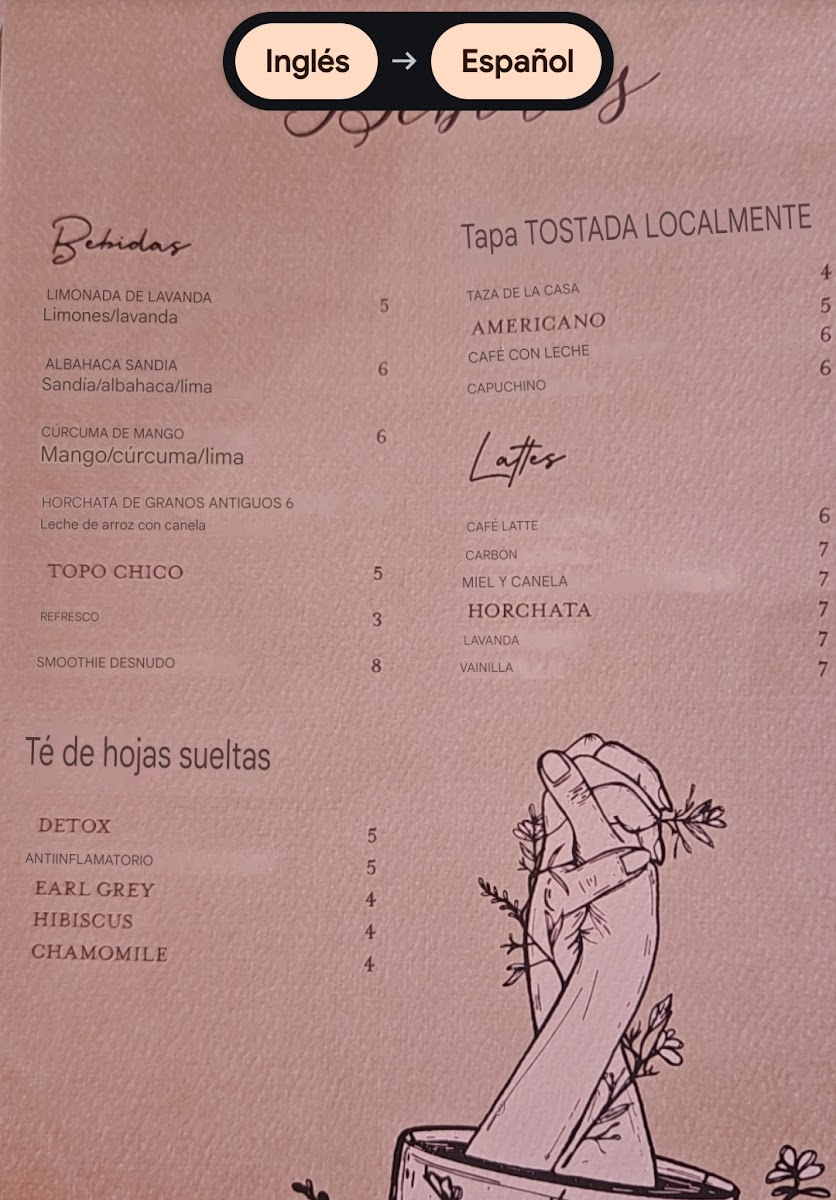 Inglés → Español
Bebidas
LIMONADA DE LAVANDA 5
Limones/lavanda
ALBAHACA SANDIA 6
Sandía/albahaca/lima
CÚRCUMA DE MANGO 6
Mango/cúrcuma/lima
HORCHATA DE GRANOS ANTIGUOS 6
Leche de arroz con canela
TOPO CHICO 5
REFRESCO 3
SMOOTHIE DESNUDO 8
Té de hojas sueltas
DETOX 5
ANTIINFLAMATORIO 5
EARL GREY 4
HIBISCUS 4
CHAMOMILE 4
Tapa TOSTADA LOCALMENTE
TAZA DE LA CASA 4
AMERICANO 5
CAFÉ CON LECHE 6
CAPUCHINO 6
Lattes
CAFÉ LATTE 6
CARBÓN 7
MIEL Y CANELA 7
HORCHATA 7
LAVANDA 7
VAINILLA 7